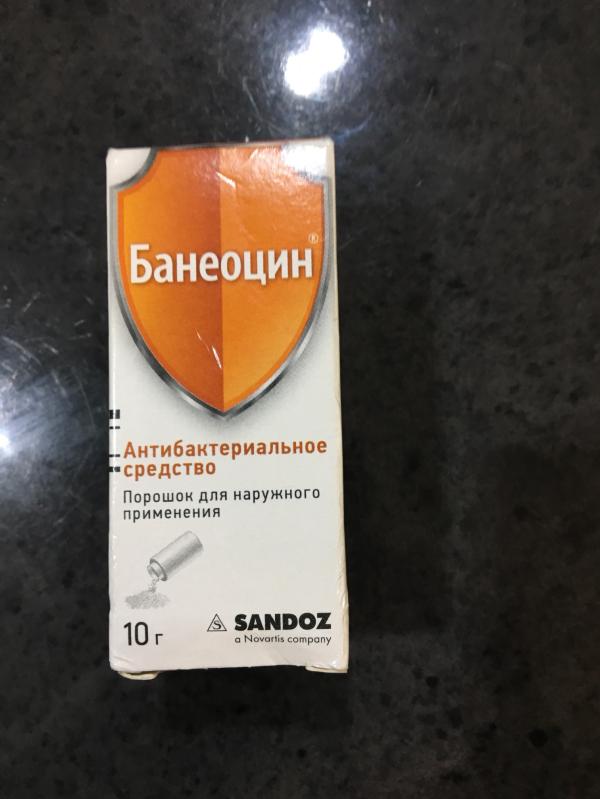 Банеоцин®
Антибактериальное
средство
Порошок для наружного
применения
10 г
SANDOZ
a Novartis company